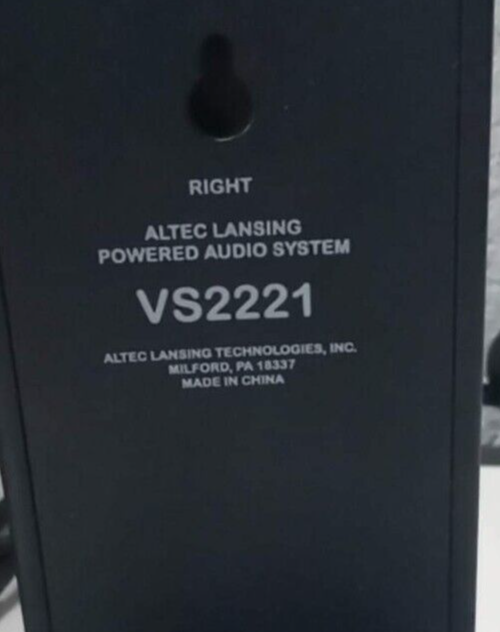 RIGHT
ALTEC LANSING
POWERED AUDIO SYSTEM
VS2221
ALTEC LANSING TECHNOLOGIES, INC.
MILFORD, PA 18337
MADE IN CHINA